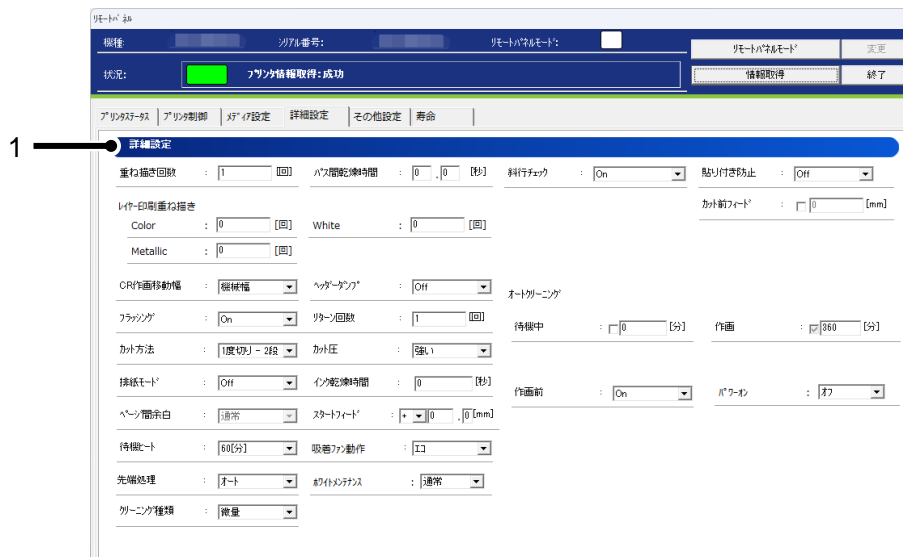 リモートパネル
機種:
シリアル番号:
リモートパネルモード:
リモートパネルモード
変更
状況:
プリンタ情報取得:成功
情報取得
終了
プリンタステータス
プリンタ制御
メディア設定
詳細設定
その他設定
寿命
1
詳細設定
重ね描き回数 : 1 [回]
パス間乾燥時間 : 0 .0 [秒]
斜行チェック : On
貼り付き防止 : Off
レイヤー印刷重ね描き
カット前フィード : 0 [mm]
Color : 0 [回]
White : 0 [回]
Metallic : 0 [回]
CR作画移動幅 : 機械幅
ヘッダーダンプ : Off
オートクリーニング
フラッシング : On
リターン回数 : 1 [回]
待機中 : 0 [分]
作画 : 360 [分]
カット方法 : 1度切り - 2段
カット圧 : 強い
排紙モード : Off
インク乾燥時間 : 0 [秒]
作画前 : On
パワーオン : オフ
ページ間余白 : 通常
スタートフィード : + 0 .0 [mm]
待機ヒート : 60[分]
吸着ファン動作 : エコ
先端処理 : オート
ホワイトメンテナンス : 通常
クリーニング種類 : 微量